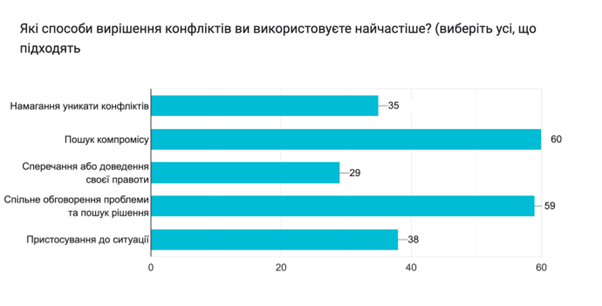 Які способи вирішення конфліктів ви використовуєте найчастіше? (виберіть усі, що
підходять
Намагання уникати конфліктів
35
Пошук компромісу
60
Сперечання або доведення
своєї правоти
29
Спільне обговорення проблеми
та пошук рішення
59
Пристосування до ситуації
38
0
20
40
60